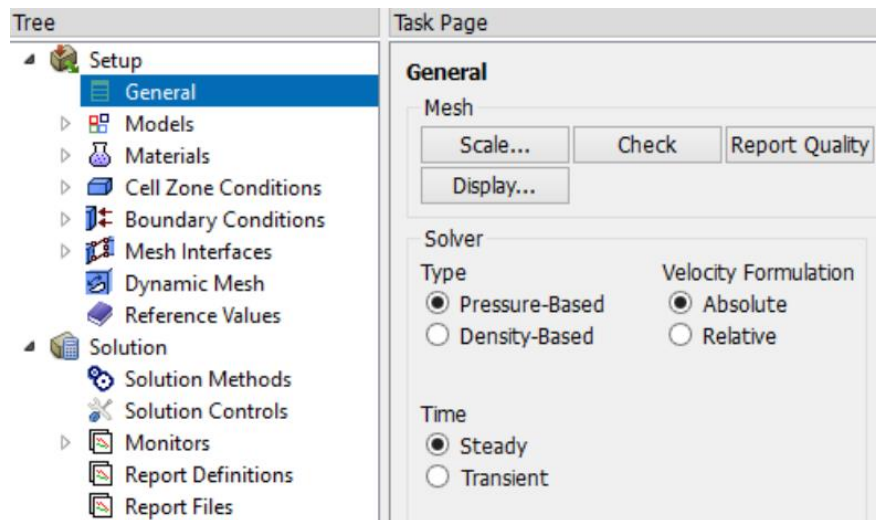 Tree
Setup
General
Models
Materials
Cell Zone Conditions
Boundary Conditions
Mesh Interfaces
Dynamic Mesh
Reference Values
Solution
Solution Methods
Solution Controls
Monitors
Report Definitions
Report Files
Task Page
General
Mesh
Scale... Check Report Quality
Display...
Solver
Type Velocity Formulation
Pressure-Based Absolute
Density-Based Relative
Time
Steady
Transient